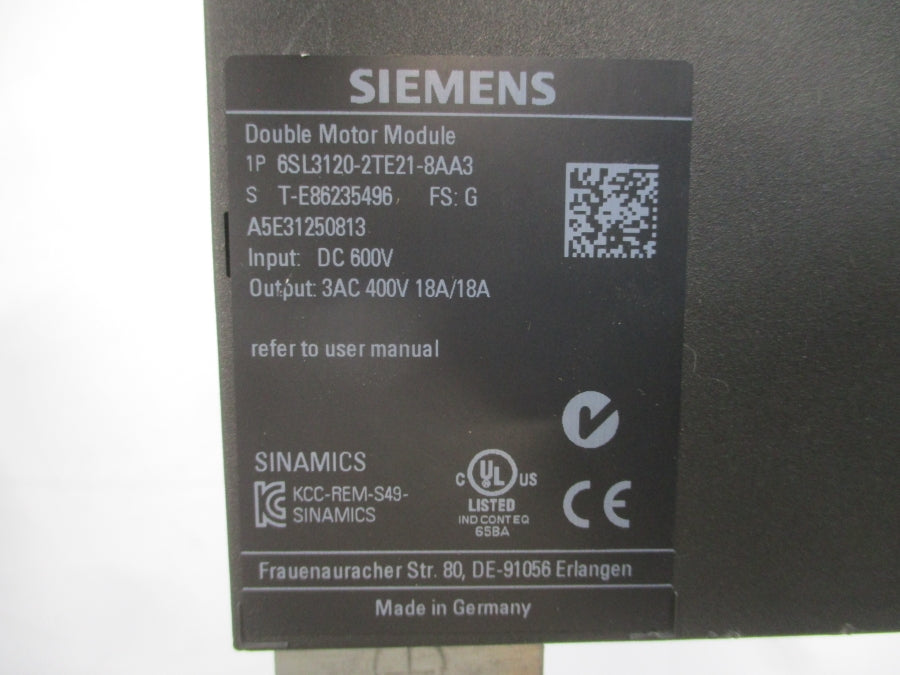 SIEMENS
Double Motor Module
1P 6SL3120-2TE21-8AA3
S T-E86235496 FS: G
A5E31250813
Input: DC 600V
Output: 3AC 400V 18A/18A
refer to user manual
SINAMICS
KCC-REM-S49-
SINAMICS
C UL US
LISTED
IND CONT EQ
65BA
CE
Frauenauracher Str. 80, DE-91056 Erlangen
Made in Germany